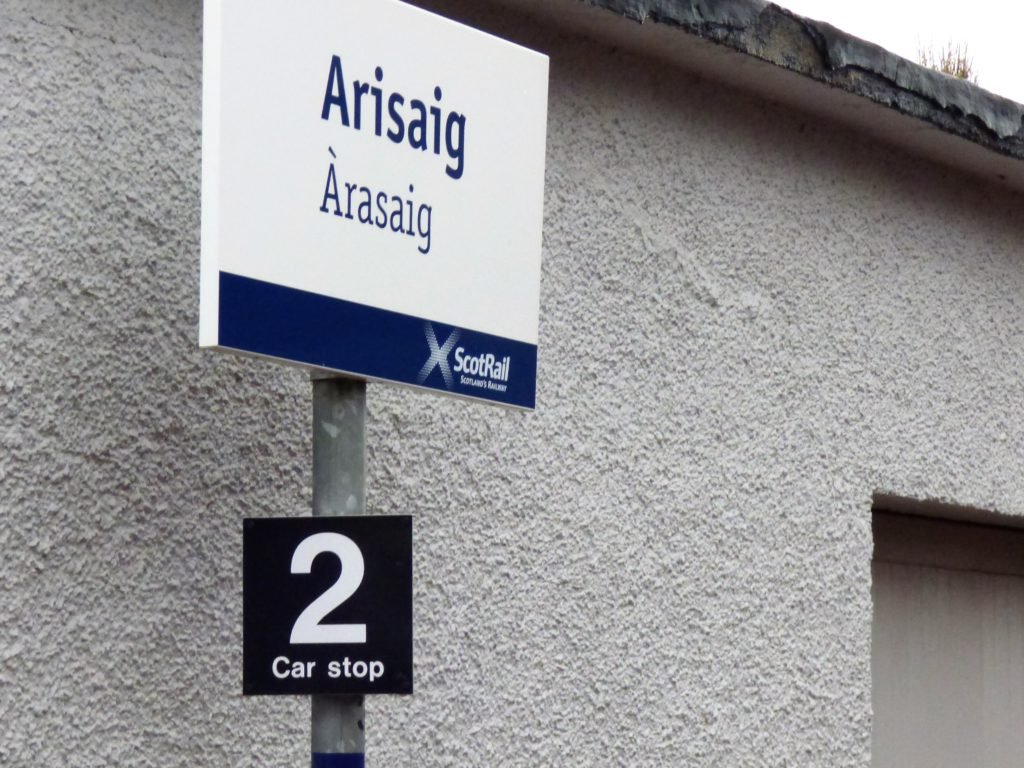 Arisaig
Àrasaig
ScotRail
Scotland's Railway
2
Car stop